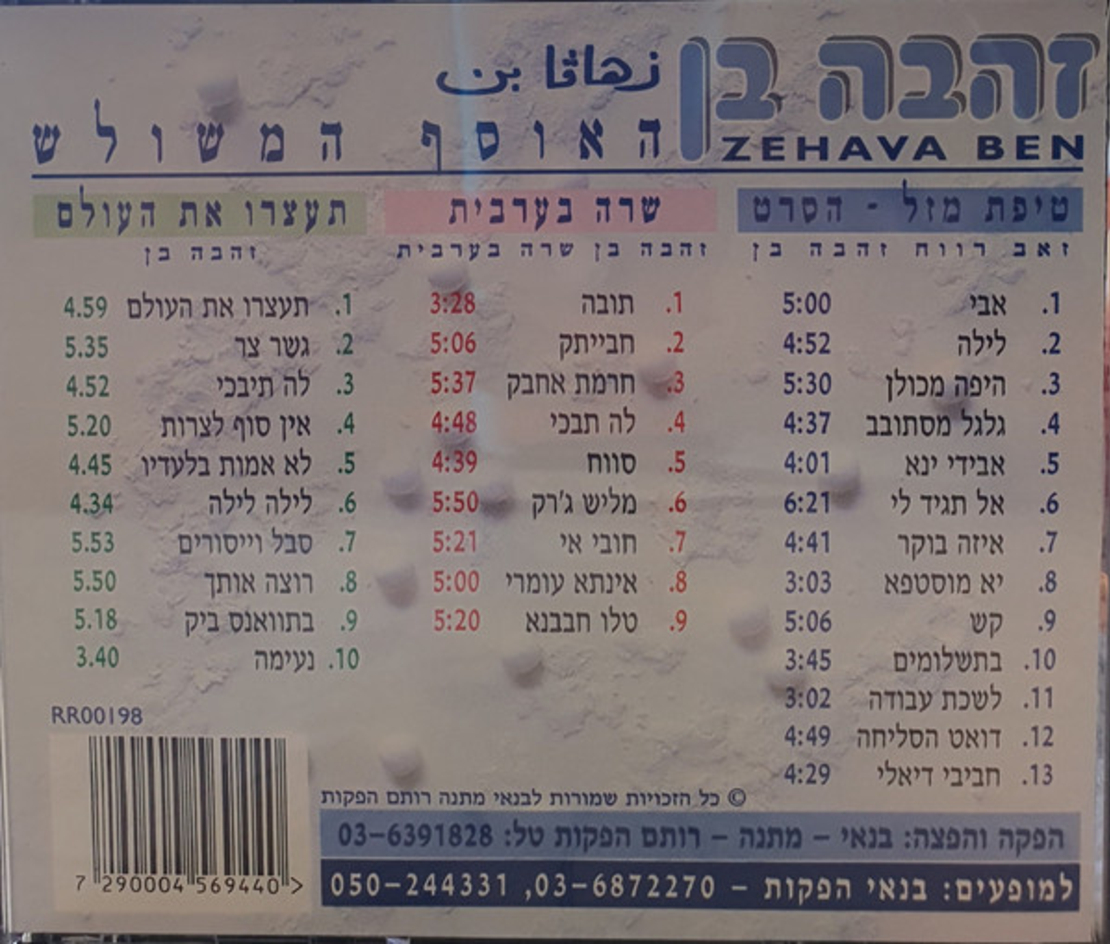 זהבה בן
زهاڤا بن
ZEHAVA BEN
האוסף המשולש
טיפת מזל - הסרט
זאב רווח זהבה בן
1. אבי 5:00
2. לילה 4:52
3. היפה מכולן 5:30
4. גלגל מסתובב 4:37
5. אבידי ינא 4:01
6. אל תגיד לי 6:21
7. איזה בוקר 4:41
8. יא מוסטפא 3:03
9. קש 5:06
10. בתשלומים 3:45
11. לשכת עבודה 3:02
12. דואט הסליחה 4:49
13. חביבי דיאלי 4:29
שרה בערבית
זהבה בן שרה בערבית
1. תובה 3:28
2. חבייתק 5:06
3. חרמת אחבק 5:37
4. לה תבכי 4:48
5. סווח 4:39
6. מליש ג'רק 5:50
7. חובי אי 5:21
8. אינתא עומרי 5:00
9. טלו חבבנא 5:20
תעצרו את העולם
זהבה בן
1. תעצרו את העולם 4.59
2. גשר צר 5.35
3. לה תיבכי 4.52
4. אין סוף לצרות 5.20
5. לא אמות בלעדיו 4.45
6. לילה לילה 4.34
7. סבל וייסורים 5.53
8. רוצה אותך 5.50
9. בתוואנס ביק 5.18
10. נעימה 3.40
RR00198
7 290004 569440 >
© כל הזכויות שמורות לבנאי מתנה רותם הפקות
הפקה והפצה: בנאי – מתנה – רותם הפקות טל: 03-6391828
למופעים: בנאי הפקות – 03-6872270, 050-244331